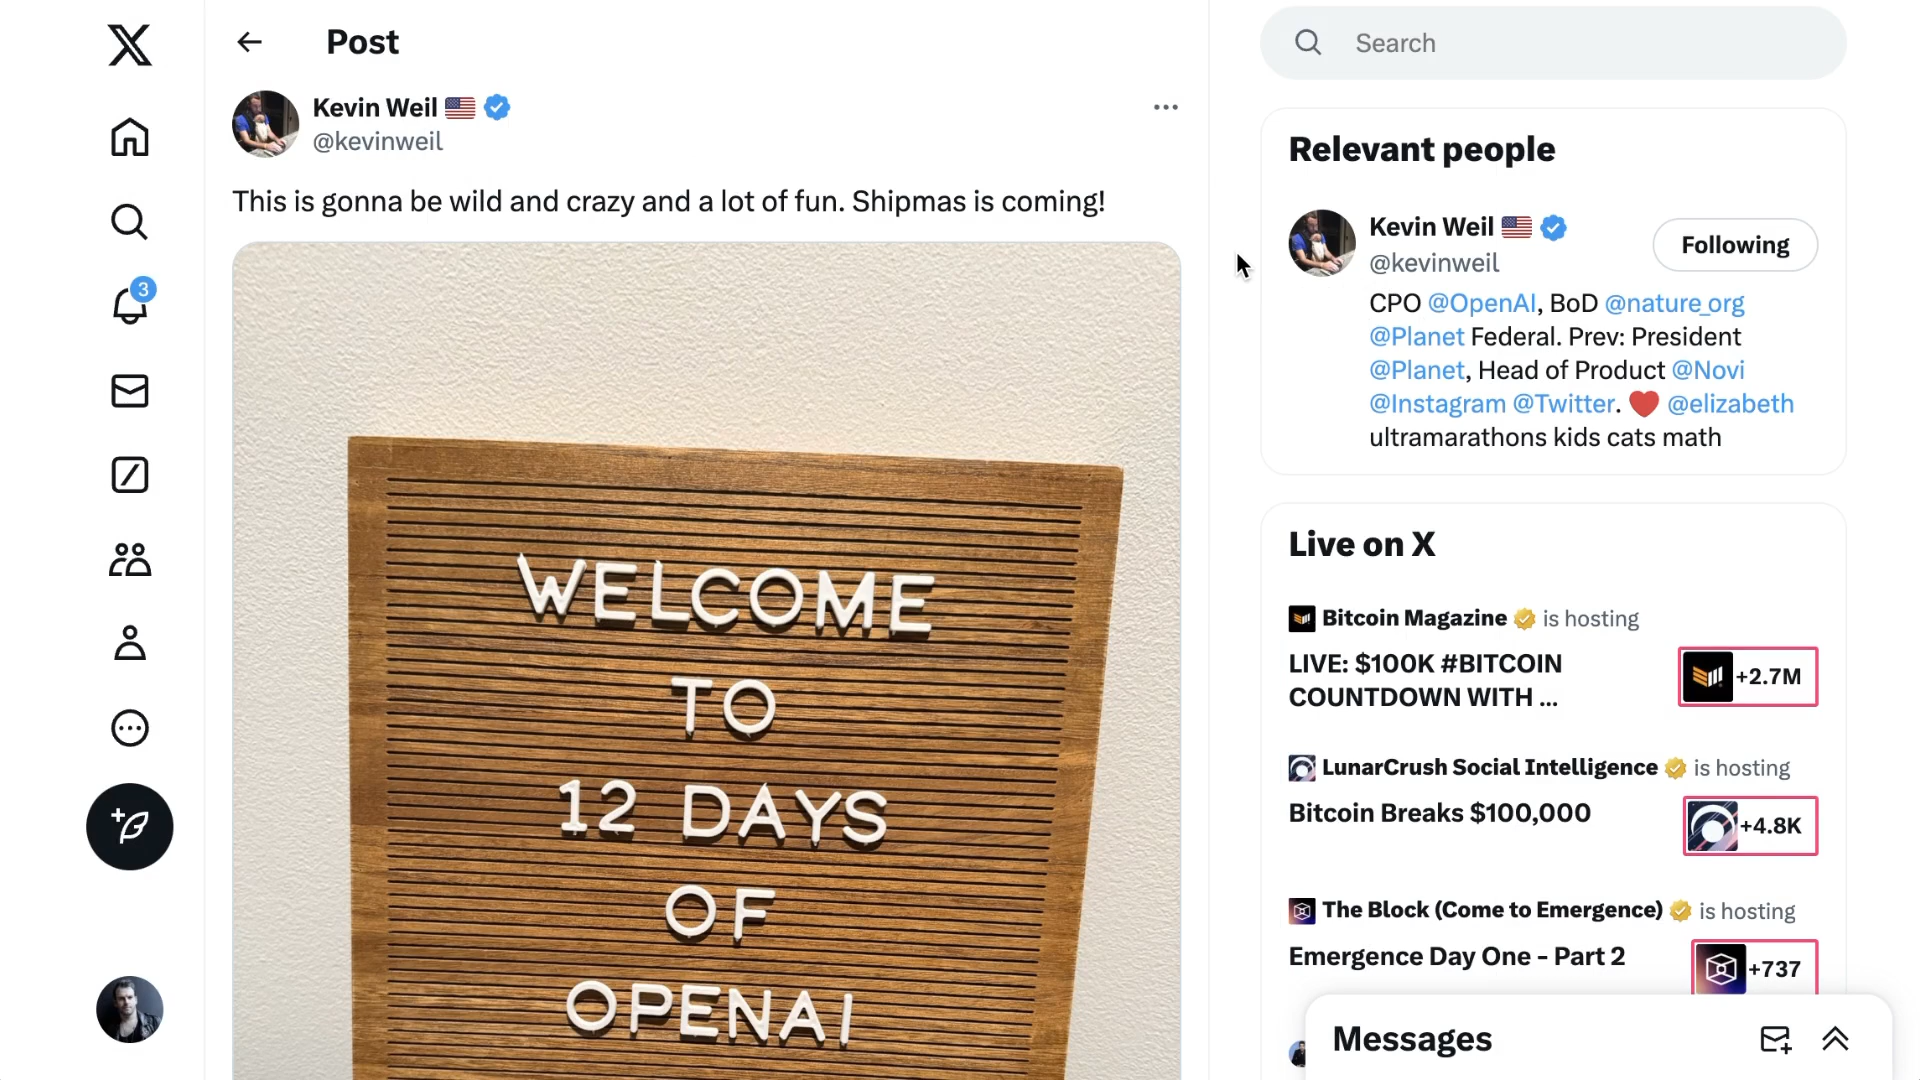 Post
Kevin Weil
@kevinweil
This is gonna be wild and crazy and a lot of fun. Shipmas is coming!
WELCOME
TO
12 DAYS
OF
OPENAI
3
Search
Relevant people
Kevin Weil
@kevinweil
Following
CPO @OpenAI, BoD @nature_org
@Planet Federal. Prev: President
@Planet, Head of Product @Novi
@Instagram @Twitter. ❤️ @elizabeth
ultramarathons kids cats math
Live on X
Bitcoin Magazine is hosting
LIVE: $100K #BITCOIN
COUNTDOWN WITH ...
+2.7M
LunarCrush Social Intelligence is hosting
Bitcoin Breaks $100,000
+4.8K
The Block (Come to Emergence) is hosting
Emergence Day One - Part 2
+737
Messages